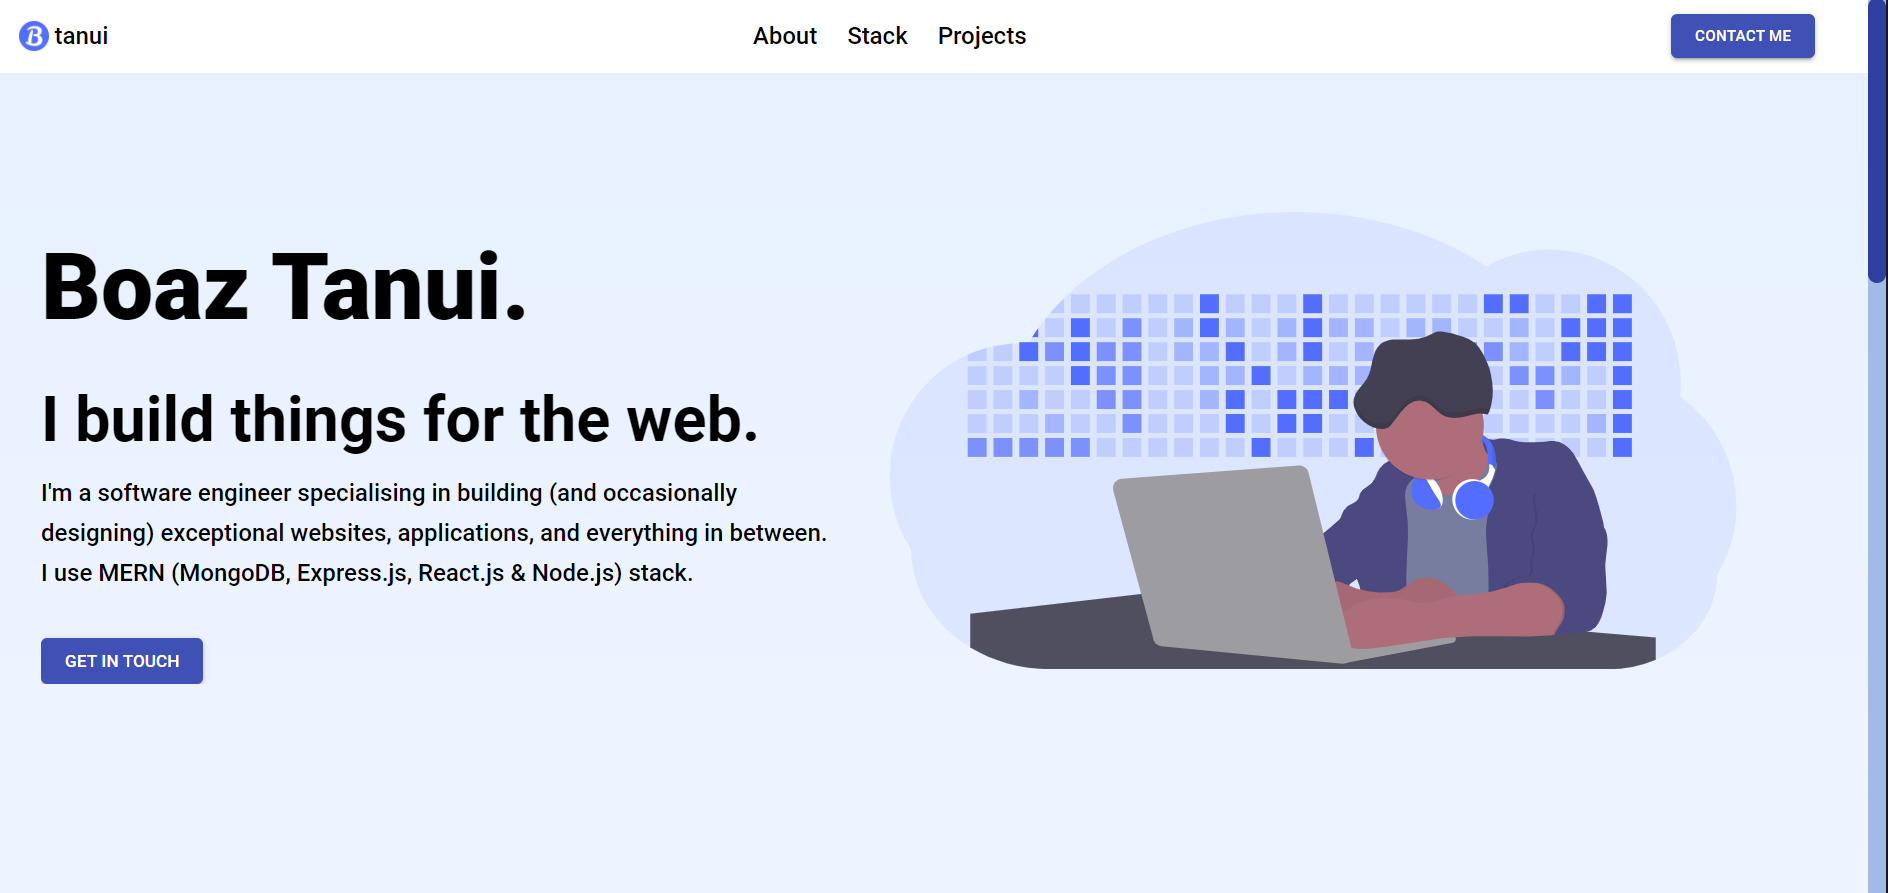 B tanui
About Stack Projects
CONTACT ME
Boaz Tanui.
I build things for the web.
I'm a software engineer specialising in building (and occasionally
designing) exceptional websites, applications, and everything in between.
I use MERN (MongoDB, Express.js, React.js & Node.js) stack.
GET IN TOUCH